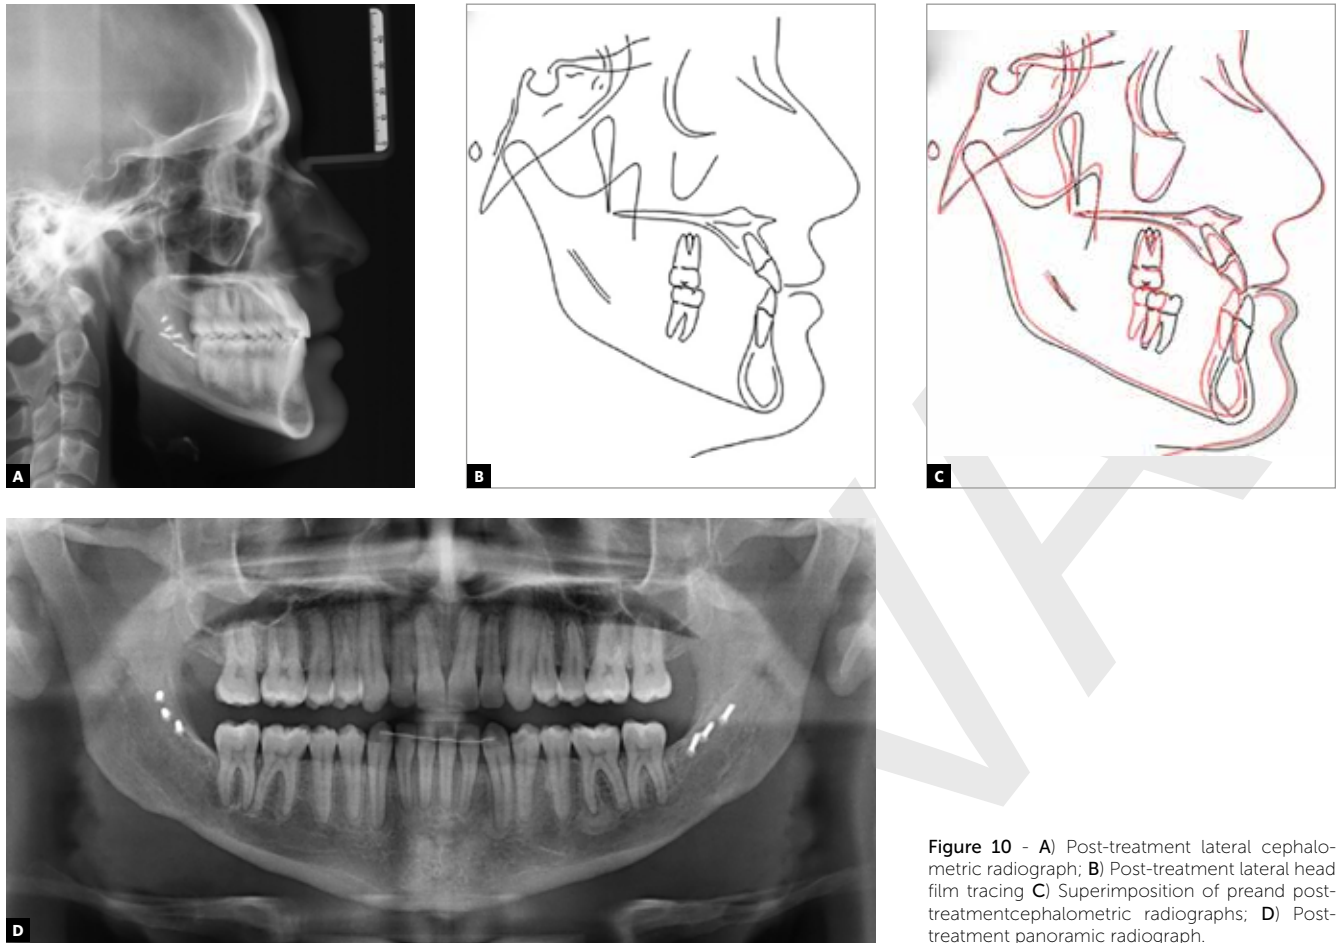 A
B
C
D
Figure 10 - A) Post-treatment lateral cephalo-
metric radiograph; B) Post-treatment lateral head
film tracing C) Superimposition of preand post-
treatmentcephalometric radiographs; D) Post-
treatment panoramic radiograph.